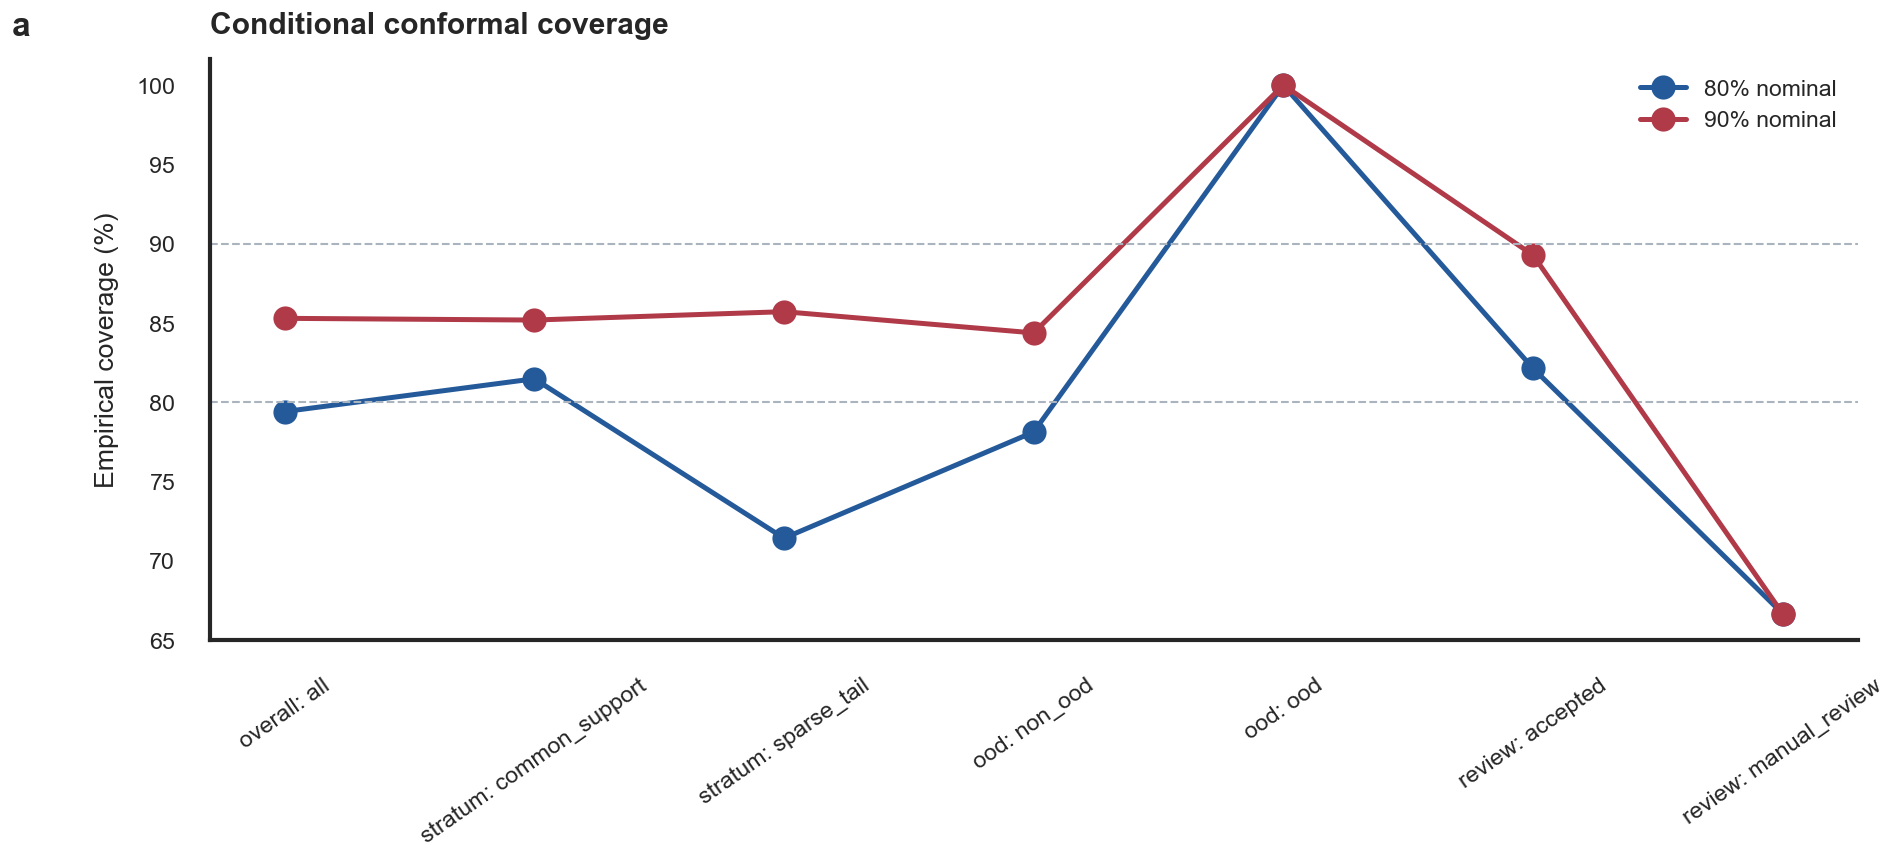 a
Conditional conformal coverage
80% nominal
90% nominal
Empirical coverage (%)
100
95
90
85
80
75
70
65
overall: all
stratum: common_support
stratum: sparse_tail
ood: non_ood
ood: ood
review: accepted
review: manual_review